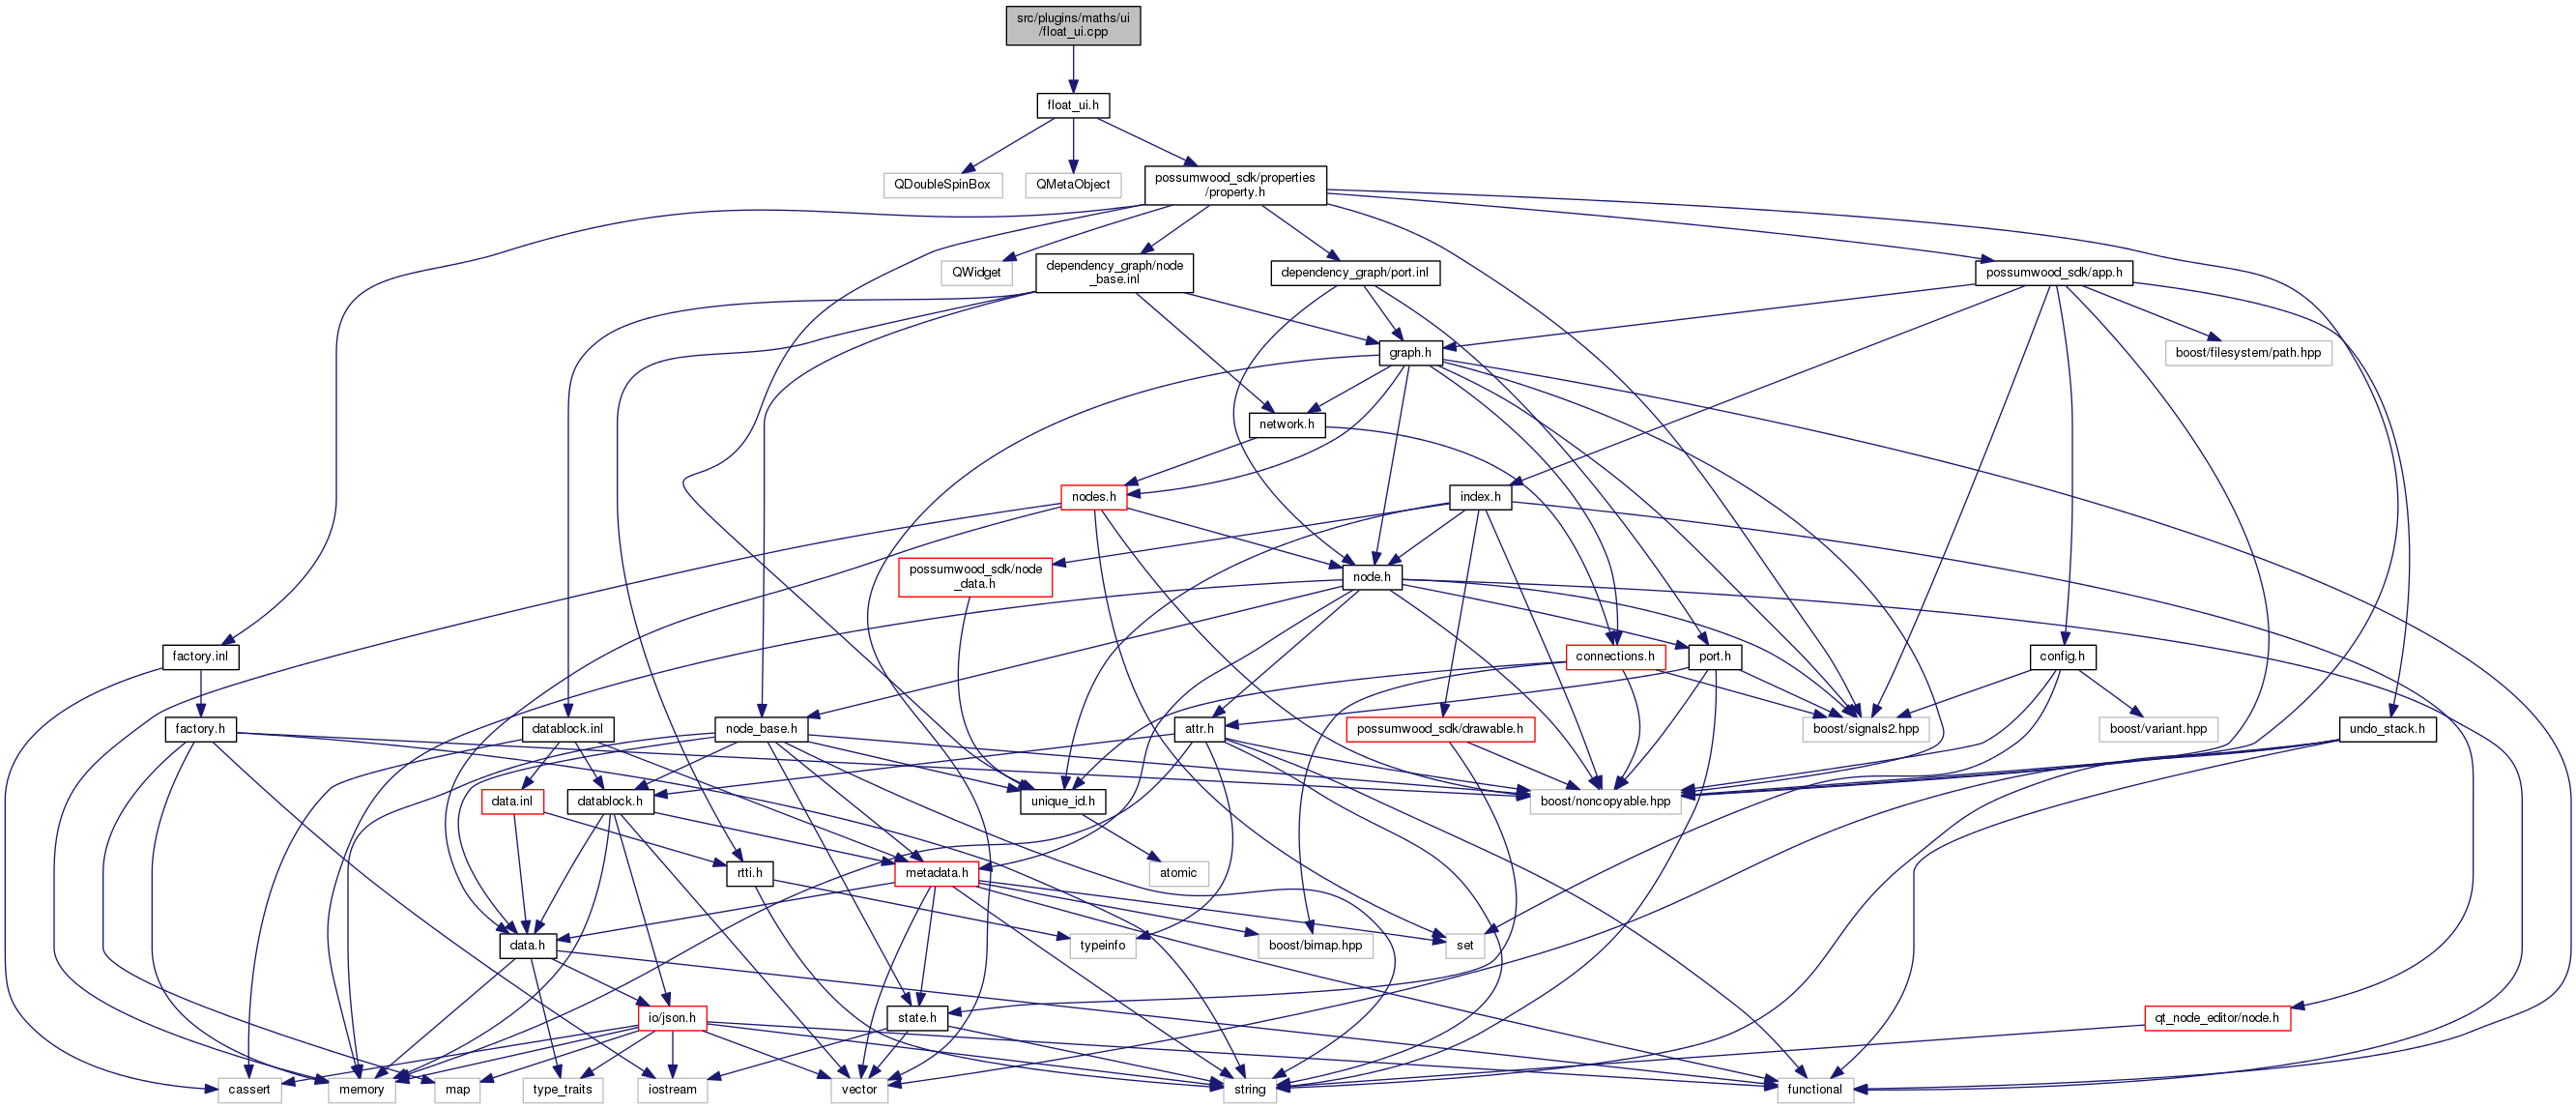 src/plugins/maths/ui
/float_ui.cpp
float_ui.h
QDoubleSpinBox
QMetaObject
possumwood_sdk/properties
/property.h
QWidget
dependency_graph/node
_base.inl
dependency_graph/port.inl
possumwood_sdk/app.h
graph.h
boost/filesystem/path.hpp
network.h
nodes.h
index.h
possumwood_sdk/node
_data.h
node.h
factory.inl
connections.h
port.h
config.h
factory.h
datablock.inl
node_base.h
attr.h
possumwood_sdk/drawable.h
boost/signals2.hpp
boost/variant.hpp
undo_stack.h
data.inl
datablock.h
unique_id.h
boost/noncopyable.hpp
rtti.h
metadata.h
atomic
data.h
typeinfo
boost/bimap.hpp
set
io/json.h
state.h
qt_node_editor/node.h
cassert
memory
map
type_traits
iostream
vector
string
functional